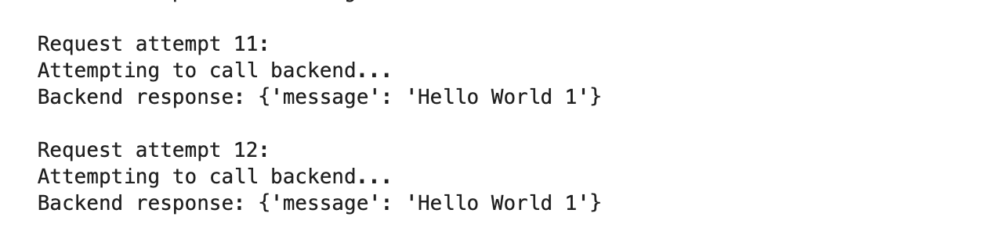 Request attempt 11:
Attempting to call backend...
Backend response: {'message': 'Hello World 1'}
Request attempt 12:
Attempting to call backend...
Backend response: {'message': 'Hello World 1'}